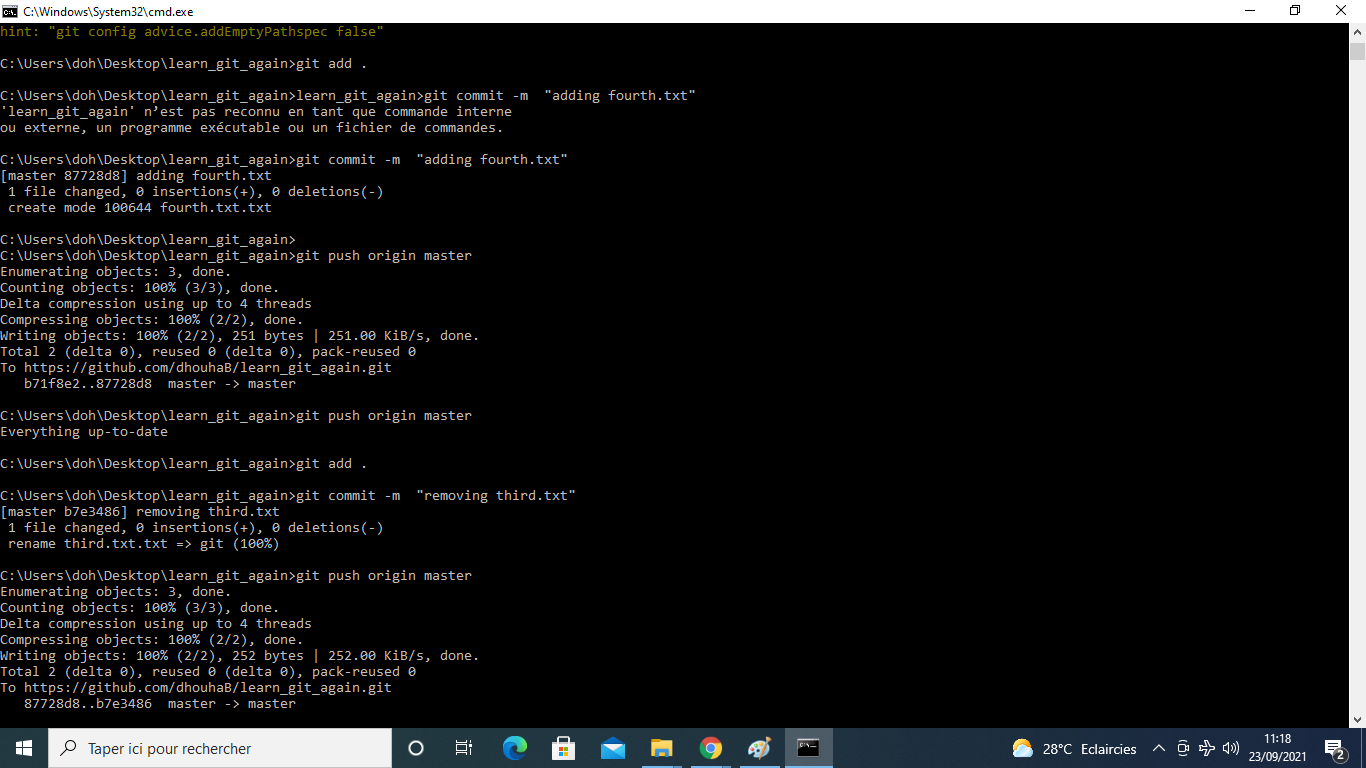 C:\Windows\System32\cmd.exe
hint: "git config advice.addEmptyPathspec false"
C:\Users\doh\Desktop\learn_git_again>git add .
C:\Users\doh\Desktop\learn_git_again>learn_git_again>git commit -m  "adding fourth.txt"
'learn_git_again' n’est pas reconnu en tant que commande interne
ou externe, un programme exécutable ou un fichier de commandes.
C:\Users\doh\Desktop\learn_git_again>git commit -m  "adding fourth.txt"
[master 87728d8] adding fourth.txt
 1 file changed, 0 insertions(+), 0 deletions(-)
 create mode 100644 fourth.txt.txt
C:\Users\doh\Desktop\learn_git_again>
C:\Users\doh\Desktop\learn_git_again>git push origin master
Enumerating objects: 3, done.
Counting objects: 100% (3/3), done.
Delta compression using up to 4 threads
Compressing objects: 100% (2/2), done.
Writing objects: 100% (2/2), 251 bytes | 251.00 KiB/s, done.
Total 2 (delta 0), reused 0 (delta 0), pack-reused 0
To https://github.com/dhouhaB/learn_git_again.git
   b71f8e2..87728d8  master -> master
C:\Users\doh\Desktop\learn_git_again>git push origin master
Everything up-to-date
C:\Users\doh\Desktop\learn_git_again>git add .
C:\Users\doh\Desktop\learn_git_again>git commit -m  "removing third.txt"
[master b7e3486] removing third.txt
 1 file changed, 0 insertions(+), 0 deletions(-)
 rename third.txt.txt => git (100%)
C:\Users\doh\Desktop\learn_git_again>git push origin master
Enumerating objects: 3, done.
Counting objects: 100% (3/3), done.
Delta compression using up to 4 threads
Compressing objects: 100% (2/2), done.
Writing objects: 100% (2/2), 252 bytes | 252.00 KiB/s, done.
Total 2 (delta 0), reused 0 (delta 0), pack-reused 0
To https://github.com/dhouhaB/learn_git_again.git
   87728d8..b7e3486  master -> master
Taper ici pour rechercher
28°C Eclaircies
11:18
23/09/2021
2